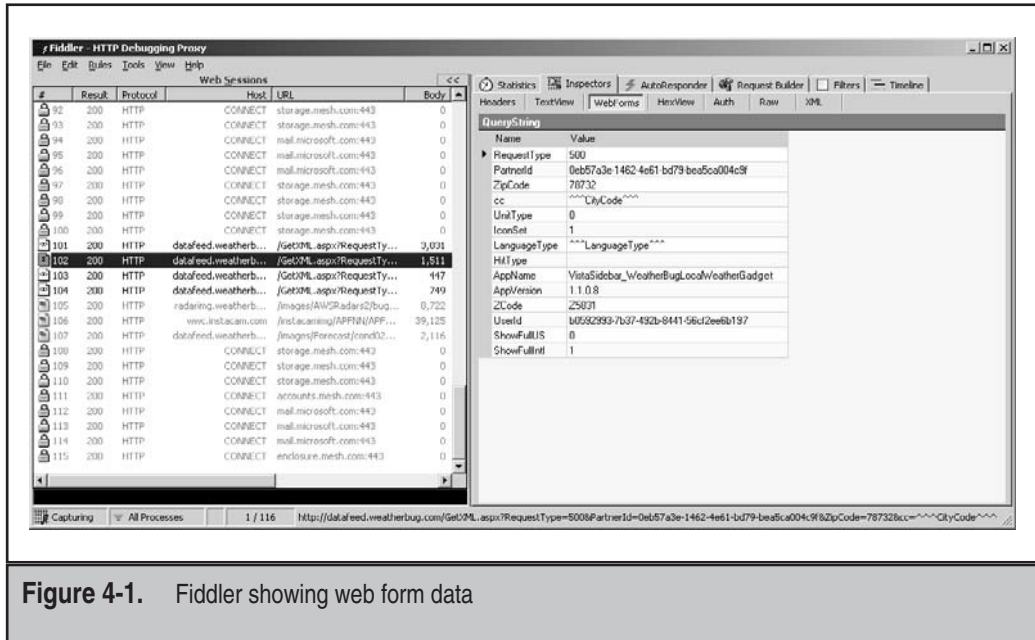 Fiddler - HTTP Debugging Proxy
File Edit Rules Tools View Help
Web Sessions <<
# Result Protocol Host URL Body
92 200 HTTP CONNECT storage.mesh.com:443 0
93 200 HTTP CONNECT storage.mesh.com:443 0
94 200 HTTP CONNECT mail.microsoft.com:443 0
95 200 HTTP CONNECT mail.microsoft.com:443 0
96 200 HTTP CONNECT mail.microsoft.com:443 0
97 200 HTTP CONNECT storage.mesh.com:443 0
98 200 HTTP CONNECT storage.mesh.com:443 0
99 200 HTTP CONNECT storage.mesh.com:443 0
100 200 HTTP CONNECT storage.mesh.com:443 0
101 200 HTTP datafeed.weatherb... /GetXML.aspx?RequestTy... 3,031
102 200 HTTP datafeed.weatherb... /GetXML.aspx?RequestTy... 1,511
103 200 HTTP datafeed.weatherb... /GetXML.aspx?RequestTy... 447
104 200 HTTP datafeed.weatherb... /GetXML.aspx?RequestTy... 749
105 200 HTTP radarimg.weatherb... /images/AWSRadars2/bug... 8,722
106 200 HTTP wwc.instacam.com /instacamimg/APFNN/APF... 39,125
107 200 HTTP datafeed.weatherb... /images/Forecast/cond02... 2,116
108 200 HTTP CONNECT storage.mesh.com:443 0
109 200 HTTP CONNECT storage.mesh.com:443 0
110 200 HTTP CONNECT storage.mesh.com:443 0
111 200 HTTP CONNECT accounts.mesh.com:443 0
112 200 HTTP CONNECT mail.microsoft.com:443 0
113 200 HTTP CONNECT mail.microsoft.com:443 0
114 200 HTTP CONNECT mail.microsoft.com:443 0
115 200 HTTP CONNECT enclosure.mesh.com:443 0
Statistics Inspectors AutoResponder Request Builder Filters Timeline
Headers TextView WebForms HexView Auth Raw XML
QueryString
Name Value
RequestType 500
PartnerId 0eb57a3e-1462-4e61-bd79-bea5ca004c9f
ZipCode 78732
cc ^^^CityCode^^^
UnitType 0
IconSet 1
LanguageType ^^^LanguageType^^^
HitType
AppName VistaSidebar_WeatherBugLocalWeatherGadget
AppVersion 1.1.0.8
ZCode Z5031
UserId b0592993-7b37-492b-8441-56cf2ee6b197
ShowFullUS 0
ShowFullIntl 1
Capturing All Processes 1 / 116 http://datafeed.weatherbug.com/GetXML.aspx?RequestType=500&PartnerId=0eb57a3e-1462-4e61-bd79-bea5ca004c9f&ZipCode=78732&cc=^^^CityCode^^^
Figure 4-1. Fiddler showing web form data